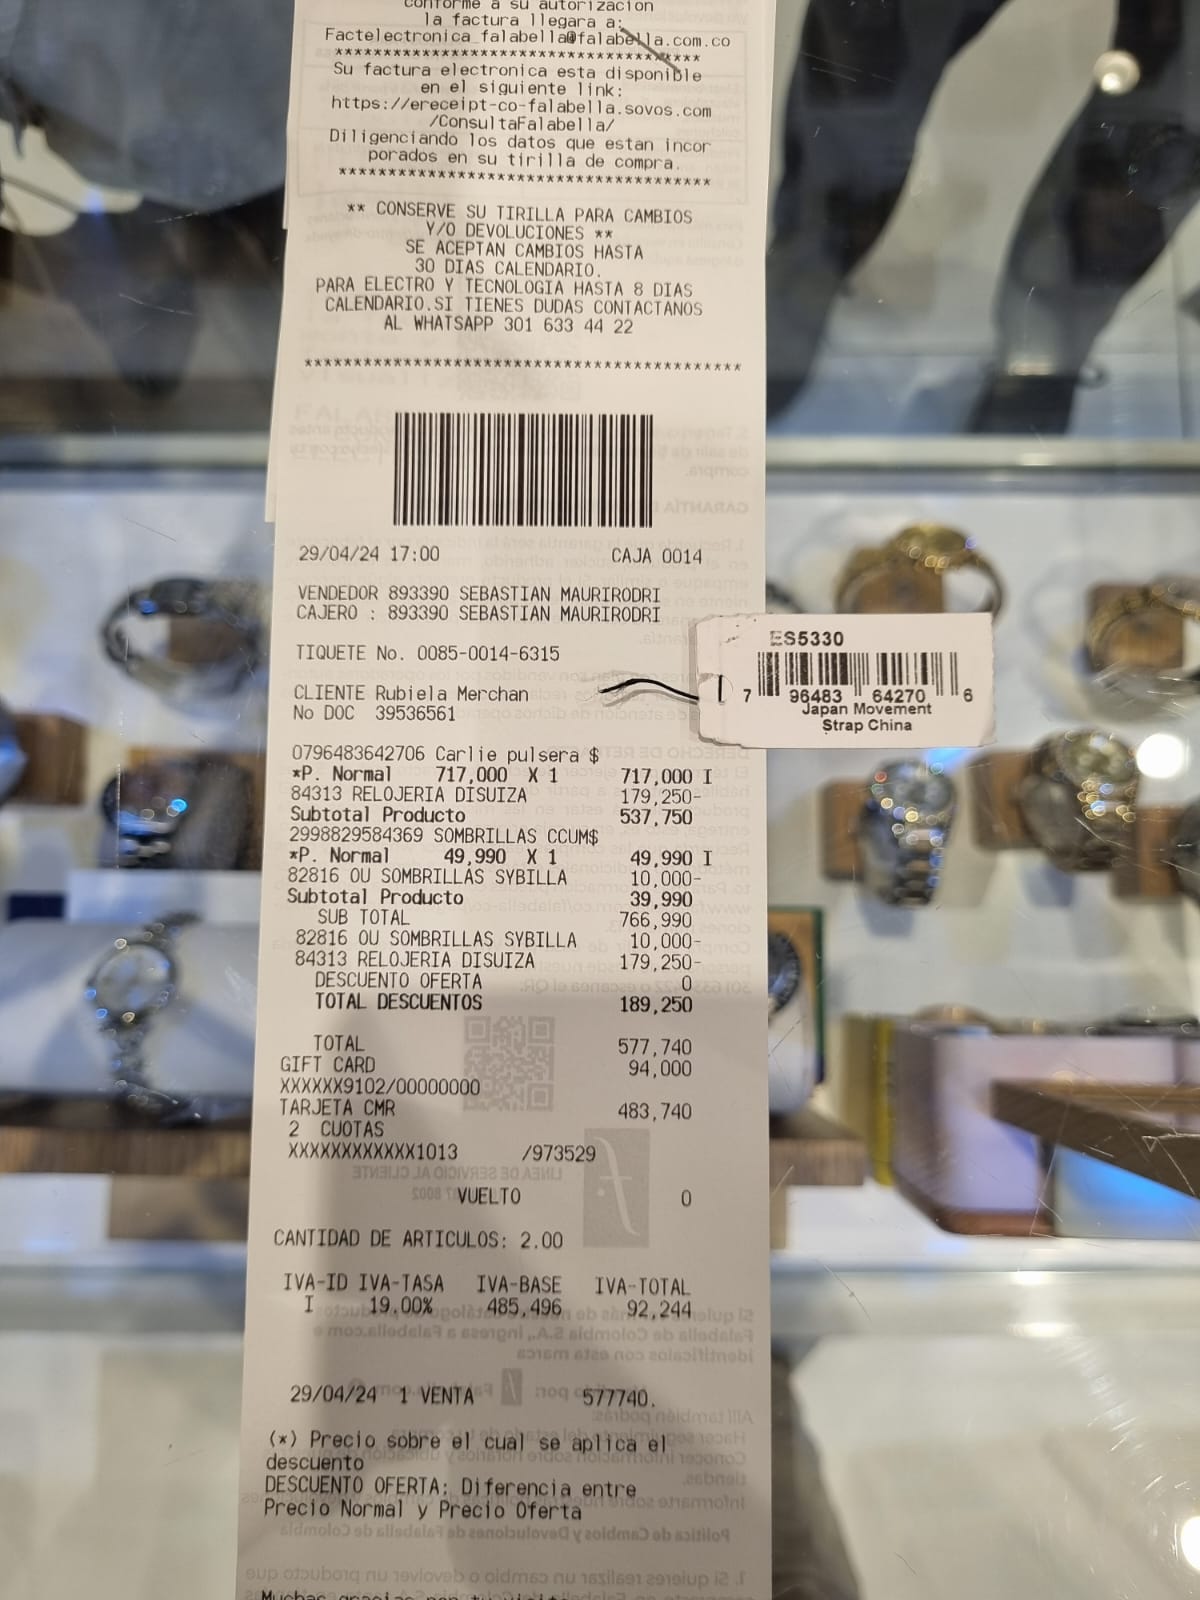 conforme a su autorizacion
la factura llegara a:
Factelectronica_falabella@falabella.com.co
**************************************
Su factura electronica esta disponible
en el siguiente link:
https://ereceipt-co-falabella.sovos.com
/ConsultaFalabella/
Diligenciando los datos que estan incor
porados en su tirilla de compra.
**************************************
** CONSERVE SU TIRILLA PARA CAMBIOS
Y/O DEVOLUCIONES **
SE ACEPTAN CAMBIOS HASTA
30 DIAS CALENDARIO.
PARA ELECTRO Y TECNOLOGIA HASTA 8 DIAS
CALENDARIO.SI TIENES DUDAS CONTACTANOS
AL WHATSAPP 301 633 44 22
********************************************
29/04/24 17:00 CAJA 0014
VENDEDOR 893390 SEBASTIAN MAURIRODRI
CAJERO : 893390 SEBASTIAN MAURIRODRI
TIQUETE No. 0085-0014-6315
CLIENTE Rubiela Merchan
No DOC 39536561
ES5330
7 96483 64270 6
Japan Movement
Strap China
0796483642706 Carlie pulsera $
*P. Normal 717,000 X 1 717,000 I
84313 RELOJERIA DISUIZA 179,250-
Subtotal Producto 537,750
2998829584369 SOMBRILLAS CCUM$
*P. Normal 49,990 X 1 49,990 I
82816 OU SOMBRILLAS SYBILLA 10,000-
Subtotal Producto 39,990
SUB TOTAL 766,990
82816 OU SOMBRILLAS SYBILLA 10,000-
84313 RELOJERIA DISUIZA 179,250-
DESCUENTO OFERTA 0
TOTAL DESCUENTOS 189,250
TOTAL 577,740
GIFT CARD 94,000
XXXXXX9102/00000000
TARJETA CMR 483,740
2 CUOTAS
XXXXXXXXXXXX1013 /973529
VUELTO 0
CANTIDAD DE ARTICULOS: 2.00
IVA-ID IVA-TASA IVA-BASE IVA-TOTAL
I 19.00% 485,496 92,244
29/04/24 1 VENTA 577740.
(*) Precio sobre el cual se aplica el
descuento
DESCUENTO OFERTA: Diferencia entre
Precio Normal y Precio Oferta